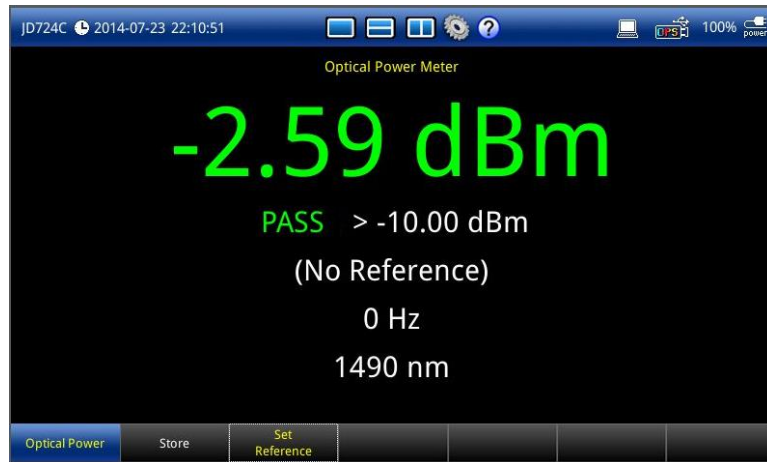 JD724C 2014-07-23 22:10:51 ? OPS 100% power
Optical Power Meter
-2.59 dBm
PASS > -10.00 dBm
(No Reference)
0 Hz
1490 nm
Optical Power Store Set
Reference